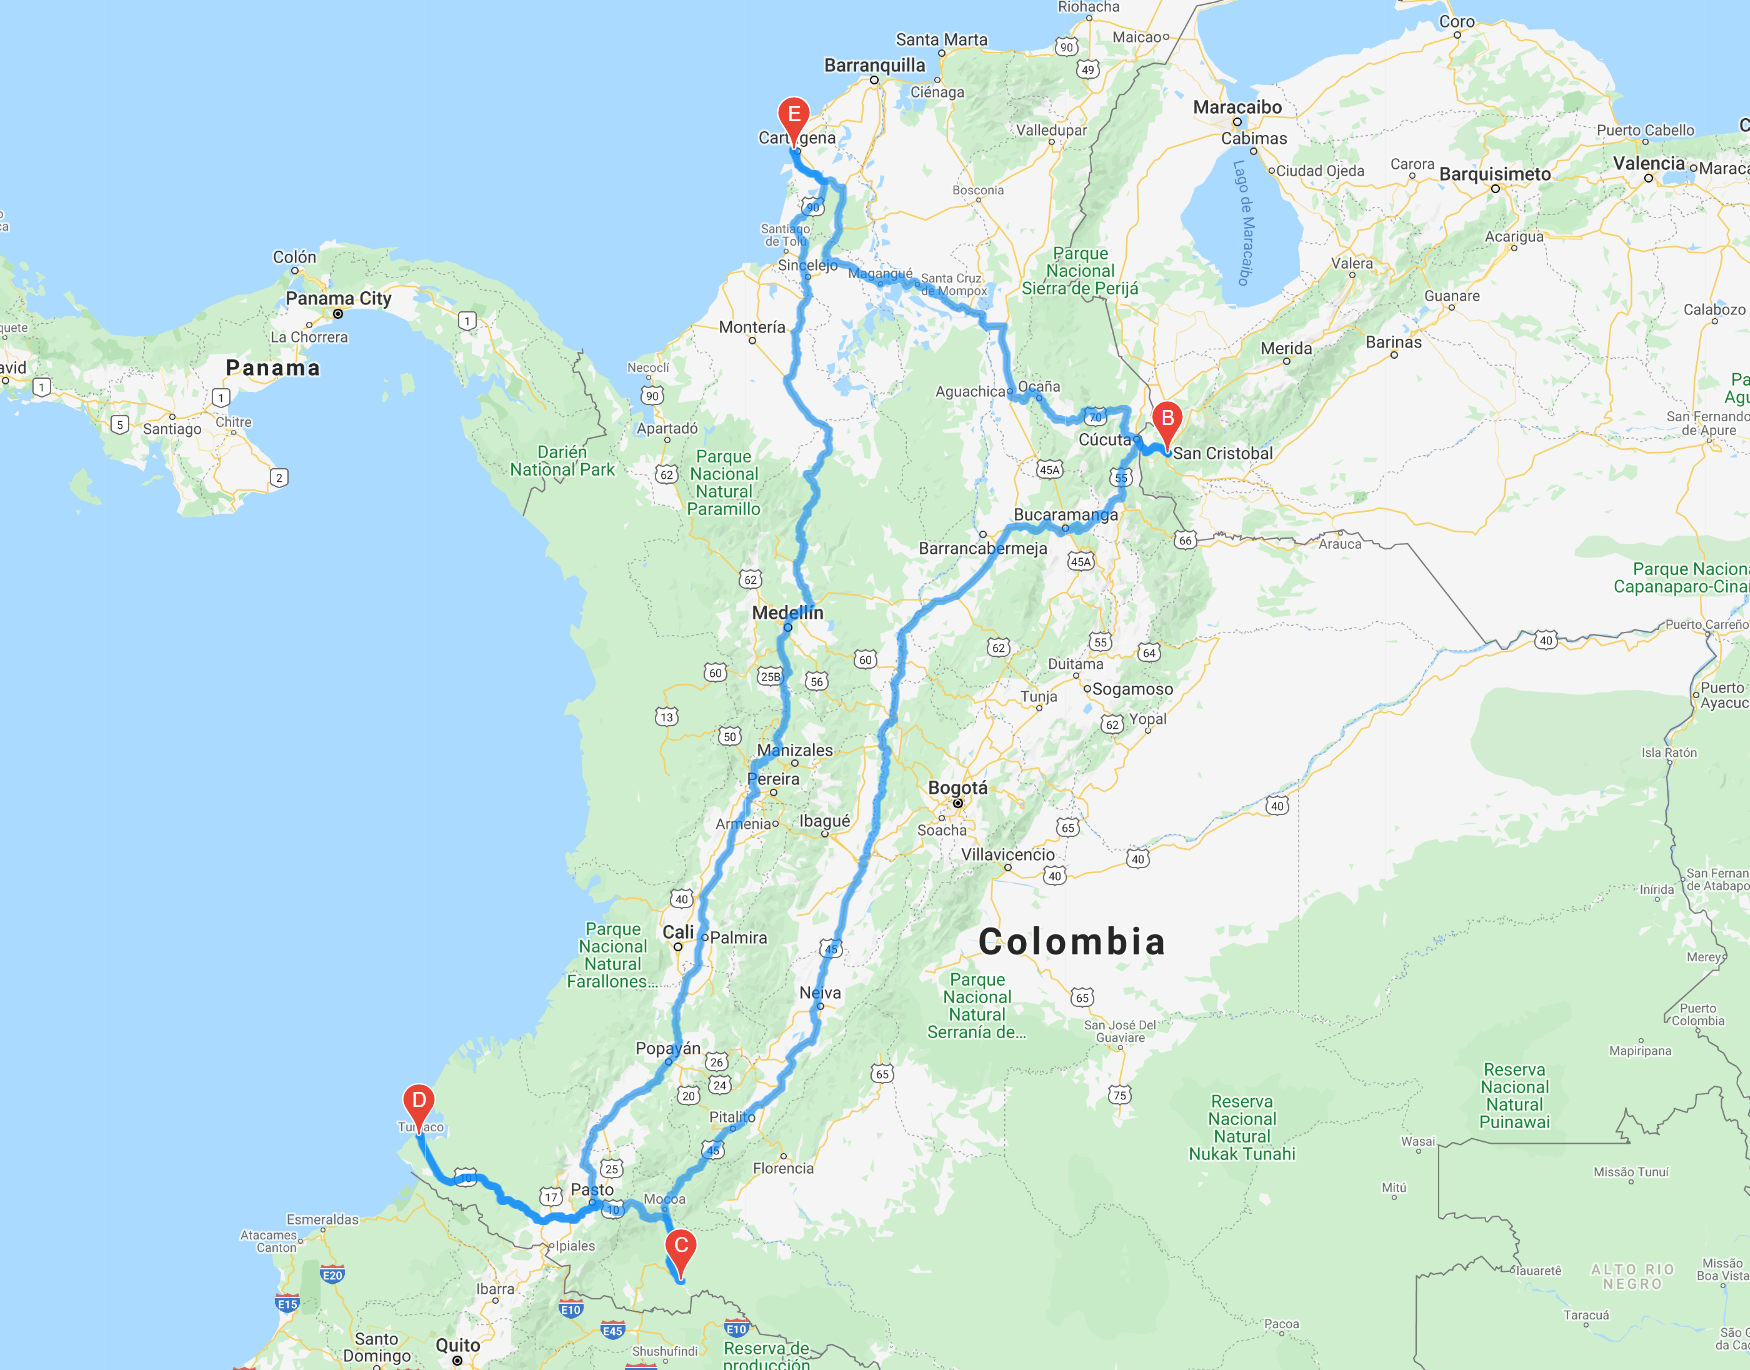 Riohacha
Coro
Santa Marta
Maicao
90
49
Barranquilla
Ciénaga
Maracaibo
Cabimas
Puerto Cabello
E
Cartagena
Valledupar
Ciudad Ojeda
Carora
Barquisimeto
Valencia
Marac
Lago de Maracaibo
Bosconia
90
Santiago
de Tolú
Acarigua
Colón
Sincelejo
Magangué
Santa Cruz
de Mompox
Parque
Nacional
Sierra de Perijá
Valera
Panama City
Guanare
Calabozo
quete
La Chorrera
1
Montería
Merida
Barinas
avid
1
Panama
1
Necoclí
90
Aguachica
Ocaña
5
Santiago
Chitre
Apartadó
70
B
San Fernando
de Apure
Cúcuta
San Cristobal
Darién
National Park
2
62
Parque
Nacional
Natural
Paramillo
45A
55
Bucaramanga
66
Arauca
Barrancabermeja
45A
62
Parque Naciona
Capanaparo-Cinar
Medellín
Puerto Carreño
40
60
62
55
64
60
25B
56
Duitama
Sogamoso
Tunja
Puerto
Ayacuc
13
50
62
Yopal
Manizales
Isla Ratón
Pereira
Bogotá
40
Armenia
Ibagué
Soacha
65
Villavicencio
40
40
San Fernan
de Atabapo
Inírida
40
Parque
Nacional
Natural
Farallones...
Cali
Palmira
45
Colombia
Merey
Parque
Nacional
Natural
Serranía de...
65
Neiva
San José Del
Guaviare
Puerto
Colombia
Popayán
26
24
20
65
75
Mapiripana
Reserva
Nacional
Natural
Puinawai
D
Tumaco
Pitalito
45
Reserva
Nacional
Natural
Nukak Tunahi
Wasai
25
Florencia
Missão Tunuí
10
17
Pasto
10
Mocoa
Mitú
Esmeraldas
Atacames
Canton
Ipiales
C
Iauaretê
ALTO RIO
NEGRO
Missão
Boa Vista
E20
E15
Ibarra
E10
E45
E10
Taracuá
Pacoa
Santo
Domingo
Quito
Shushufindi
Reserva de
producción
São G
da Cac